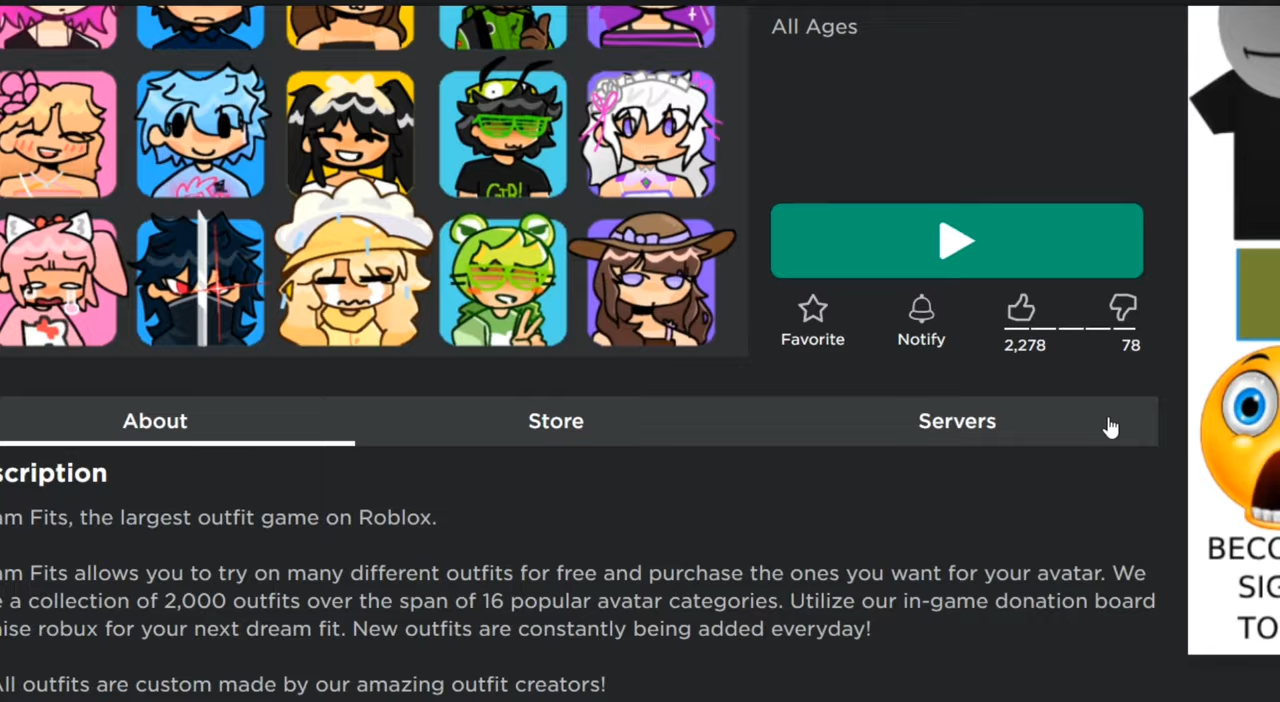 All Ages
GTB!
Favorite
Notify
2,278
78
About
Store
Servers
scription
am Fits, the largest outfit game on Roblox.
am Fits allows you to try on many different outfits for free and purchase the ones you want for your avatar. We
e a collection of 2,000 outfits over the span of 16 popular avatar categories. Utilize our in-game donation board
aise robux for your next dream fit. New outfits are constantly being added everyday!
All outfits are custom made by our amazing outfit creators!
BECO
SIG
TO